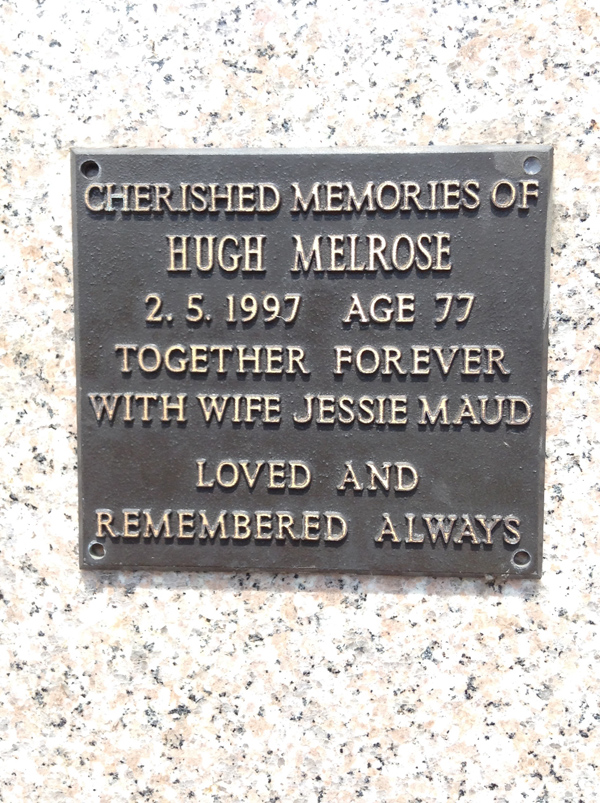 CHERISHED MEMORIES OF
HUGH MELROSE
2. 5. 1997 AGE 77
TOGETHER FOREVER
WITH WIFE JESSIE MAUD
LOVED AND
REMEMBERED ALWAYS